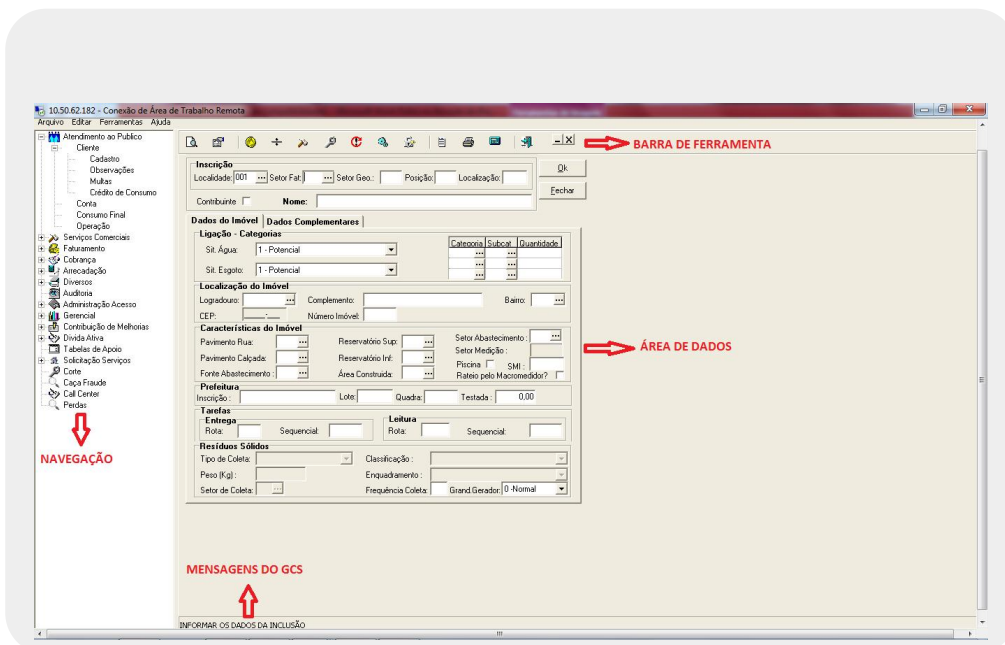 10.50.62.182 - Conexão de Área de Trabalho Remota
Arquivo Editar Ferramentas Ajuda
Atendimento ao Publico
Cliente
Cadastro
Observações
Multas
Crédito de Consumo
Conta
Consumo Final
Operação
Serviços Comerciais
Faturamento
Cobrança
Arrecadação
Diversos
Auditoria
Administração Acesso
Gerencial
Contribuição de Melhorias
Divida Ativa
Tabelas de Apoio
Solicitação Serviços
Corte
Caça Fraude
Call Center
Perdas
NAVEGAÇÃO
BARRA DE FERRAMENTA
Inscrição
Localidade: 001 ... Setor Fat: ... Setor Geo.: Posição: Localização:
Contribuinte Nome:
Ok
Fechar
Dados do Imóvel Dados Complementares
Ligação - Categorias
Sit. Água: 1 - Potencial
Sit. Esgoto: 1 - Potencial
Categoria Subcat Quantidade
... ...
... ...
... ...
Localização do Imóvel
Logradouro: ... Complemento: Bairro: ...
CEP: _____-___ Número Imóvel:
Características do Imóvel
Pavimento Rua: ... Reservatório Sup: ... Setor Abastecimento : ...
Setor Medição :
Pavimento Calçada: ... Reservatório Inf: ... Piscina SMI :
Fonte Abastecimento : ... Área Construida: ... Rateio pelo Macromedidor?
ÁREA DE DADOS
Prefeitura
Inscrição : Lote: Quadra: Testada : 0,00
Tarefas
Entrega
Rota: Sequencial:
Leitura
Rota: Sequencial:
Resíduos Sólidos
Tipo de Coleta: Classificação :
Peso (Kg) : Enquadramento :
Setor de Coleta: ... Frequência Coleta: Grand.Gerador: 0 -Normal
MENSAGENS DO GCS
INFORMAR OS DADOS DA INCLUSÃO